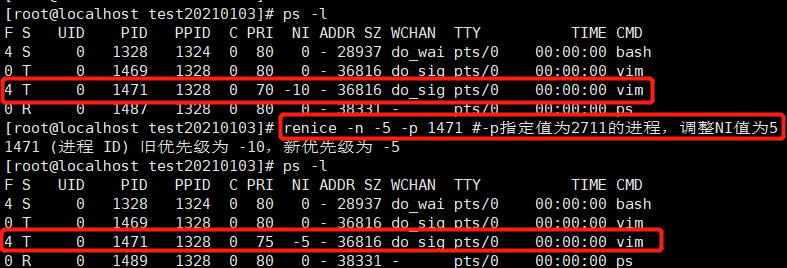 [root@localhost test20210103]# ps -l
F S   UID    PID   PPID  C PRI  NI ADDR SZ WCHAN  TTY          TIME CMD
4 S     0   1328   1324  0  80   0 - 28937 do_wai pts/0    00:00:00 bash
0 T     0   1469   1328  0  80   0 - 36816 do_sig pts/0    00:00:00 vim
4 T     0   1471   1328  0  70 -10 - 36816 do_sig pts/0    00:00:00 vim
0 R     0   1487   1328  0  80   0 - 38331 -      pts/0    00:00:00 ps
[root@localhost test20210103]# renice -n -5 -p 1471 #-p指定值为2711的进程，调整NI值为5
1471 (进程 ID) 旧优先级为 -10，新优先级为 -5
[root@localhost test20210103]# ps -l
F S   UID    PID   PPID  C PRI  NI ADDR SZ WCHAN  TTY          TIME CMD
4 S     0   1328   1324  0  80   0 - 28937 do_wai pts/0    00:00:00 bash
0 T     0   1469   1328  0  80   0 - 36816 do_sig pts/0    00:00:00 vim
4 T     0   1471   1328  0  75  -5 - 36816 do_sig pts/0    00:00:00 vim
0 R     0   1489   1328  0  80   0 - 38331 -      pts/0    00:00:00 ps